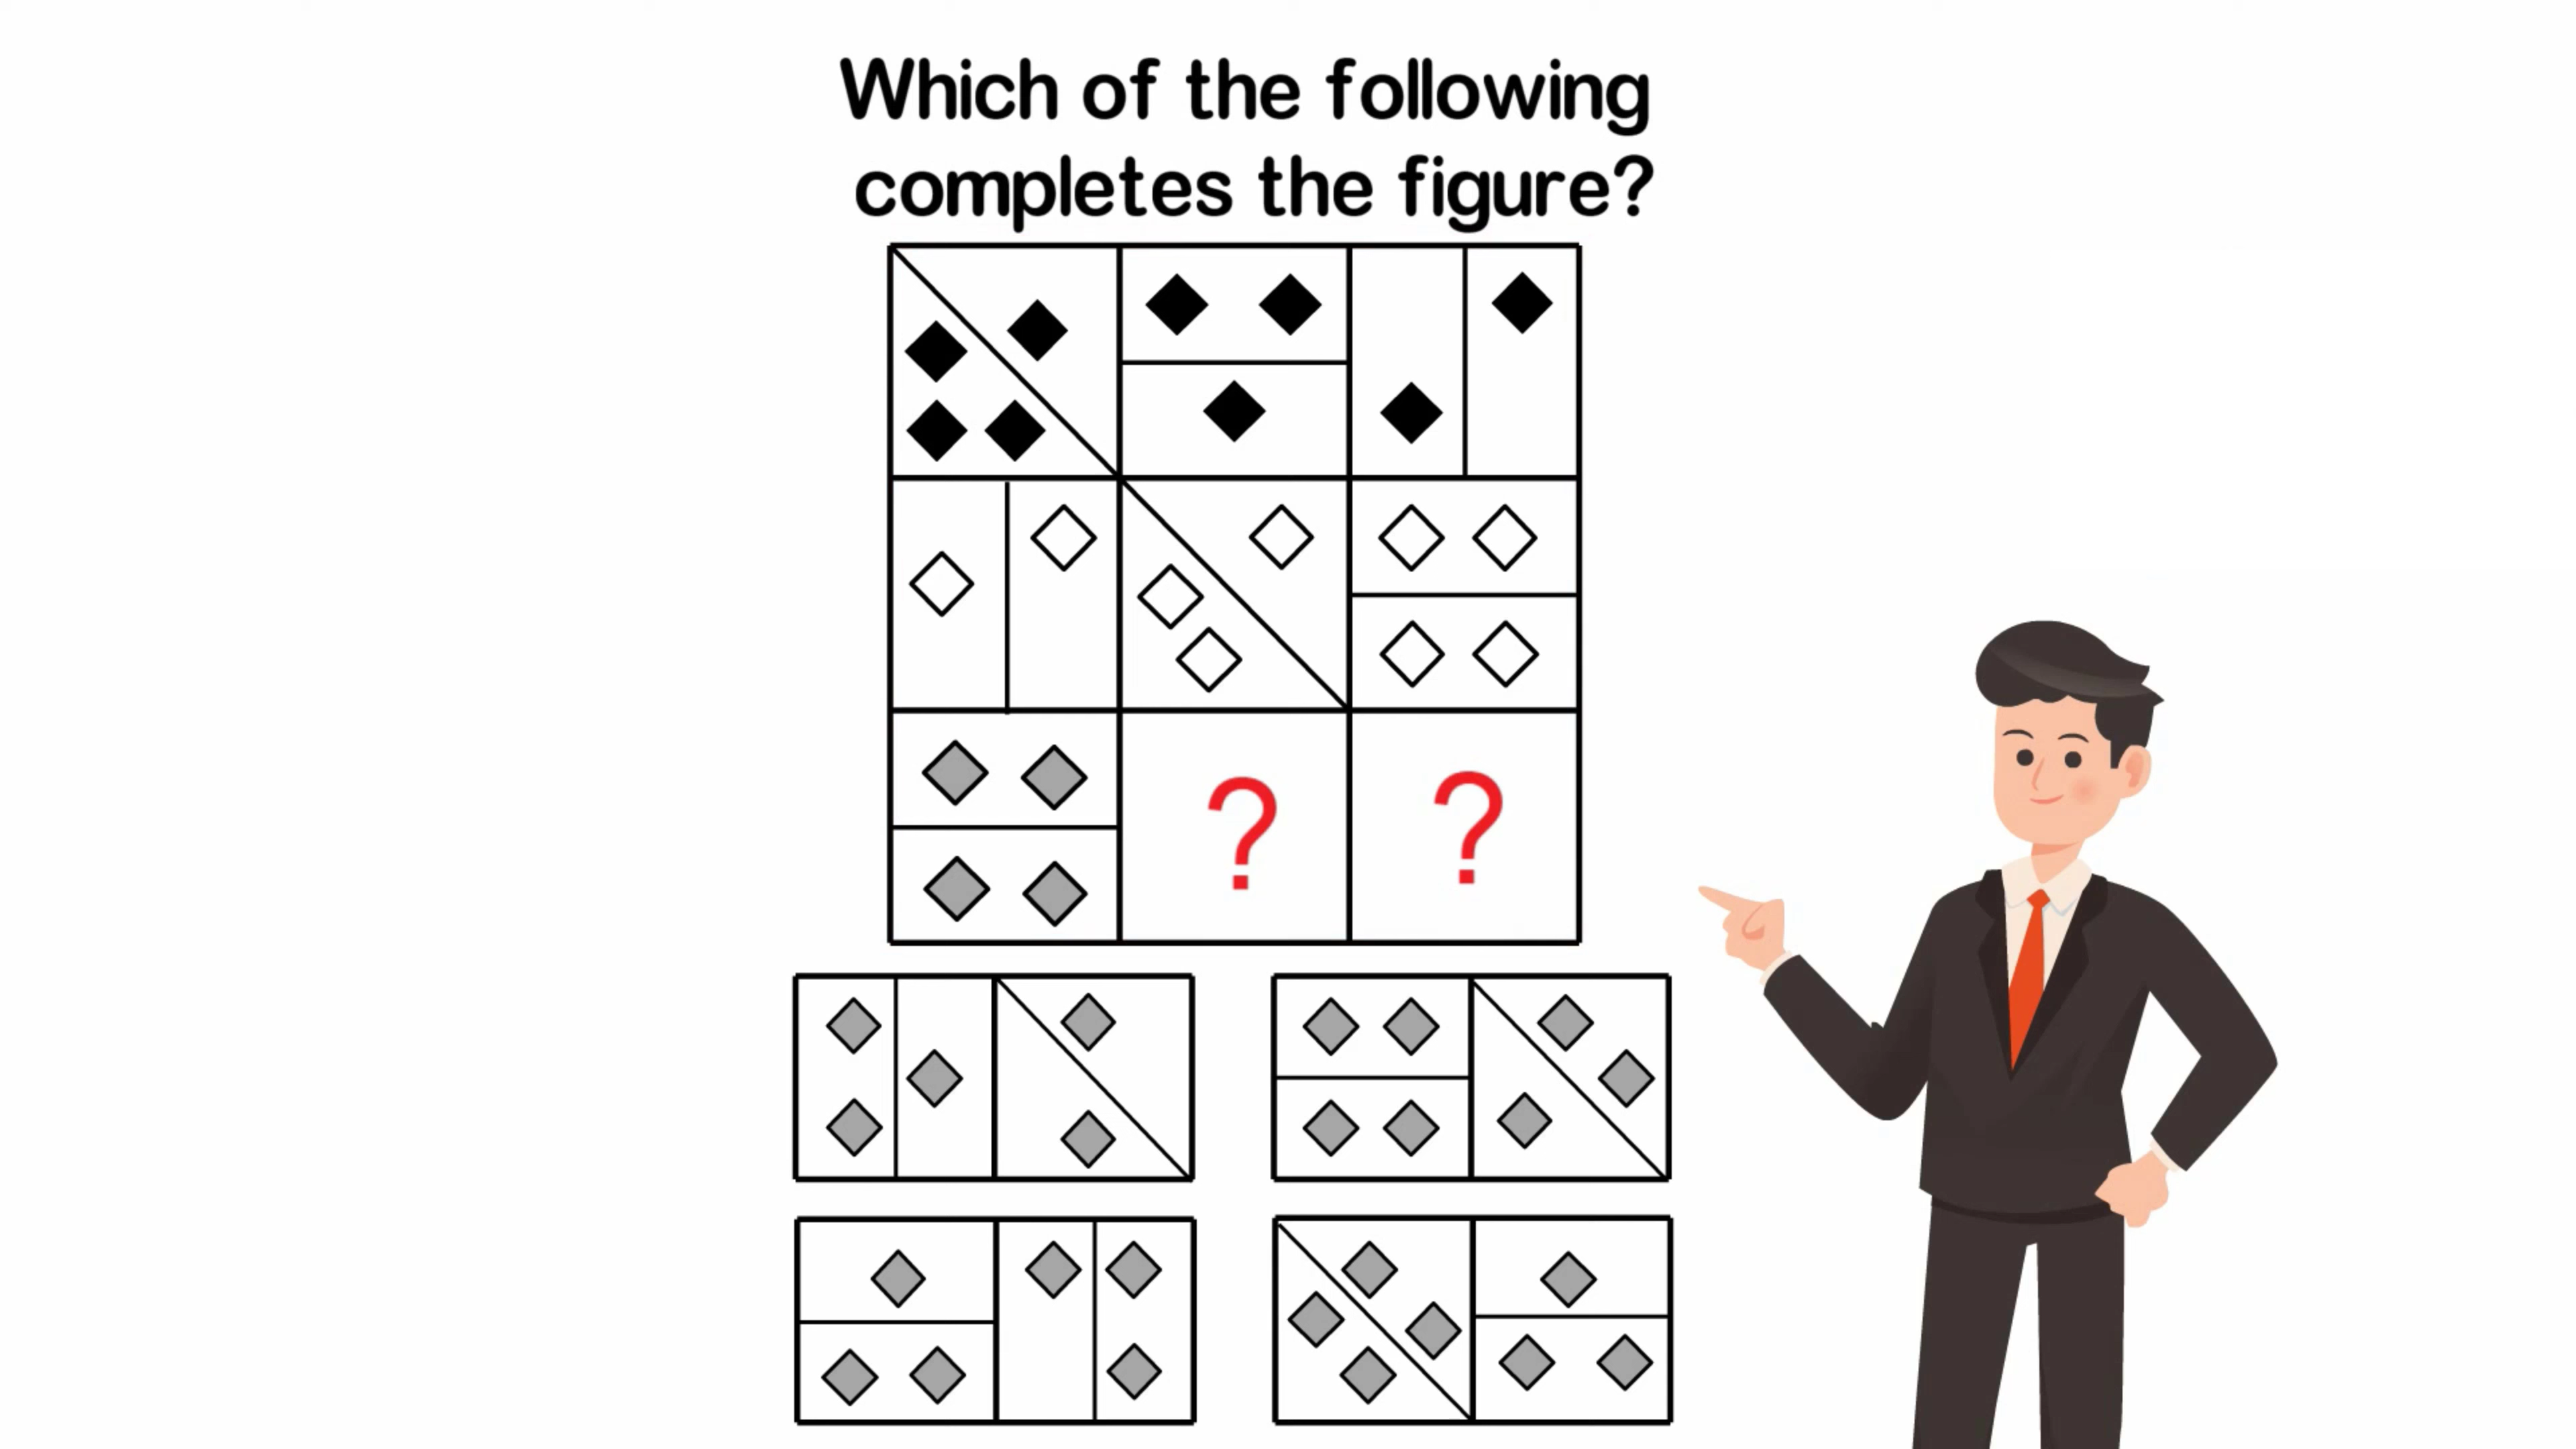 Which of the following
completes the figure?
? ?